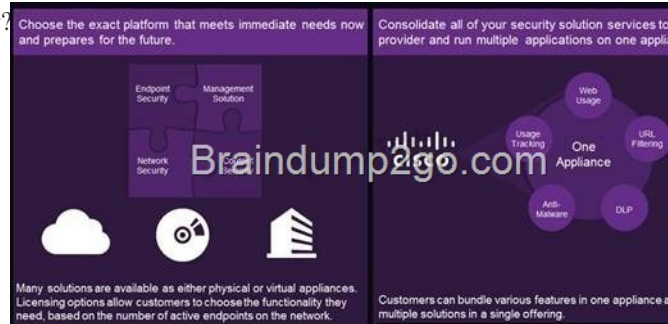 ?
Choose the exact platform that meets immediate needs now
and prepares for the future.
Endpoint
Security
Management
Solution
Network
Security
Many solutions are available as either physical or virtual appliances.
Licensing options allow customers to choose the functionality they
need, based on the number of active endpoints on the network.
Consolidate all of your security solution services to
provider and run multiple applications on one
Web
Usage
Usage
Tracking
URL
Filtering
One
Appliance
Anti-
Malware
DLP
CISCO
Customers can bundle various features in one appliance
multiple solutions in a single offering.
Braindump2go.com